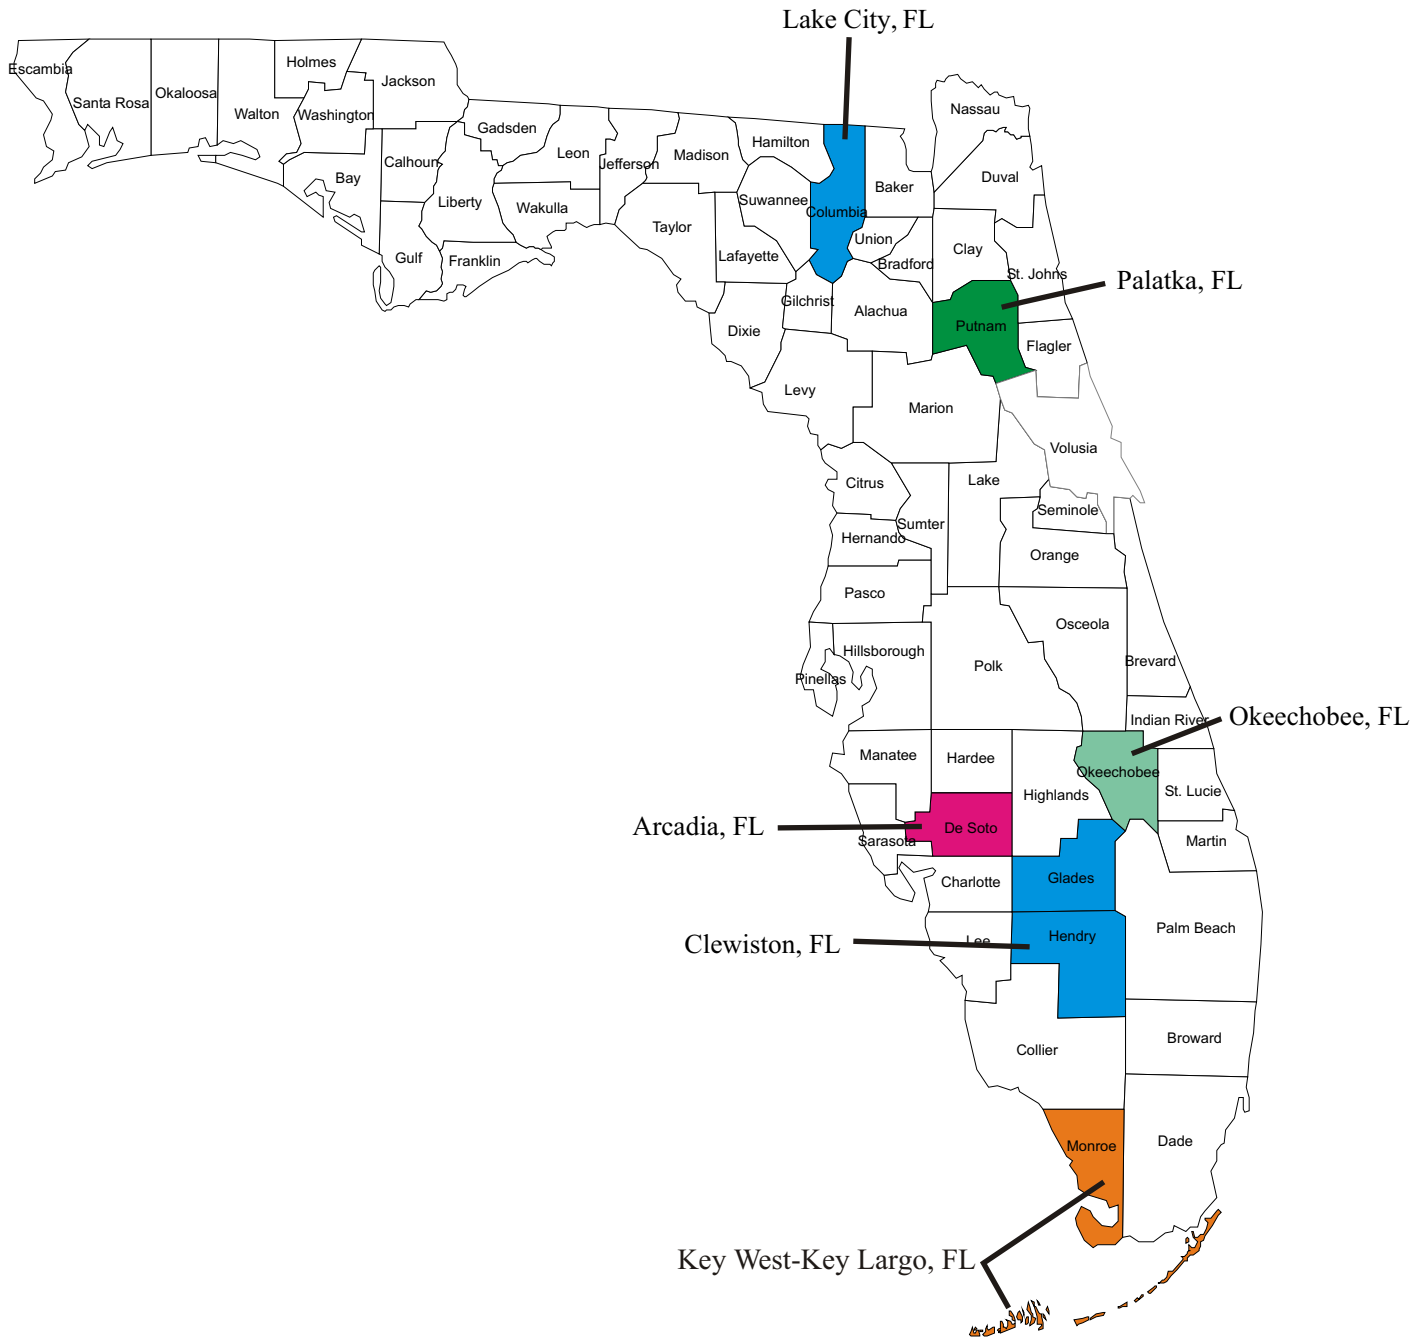 Lake City, FL
Escambia
Santa Rosa
Okaloosa
Walton
Holmes
Washington
Jackson
Bay
Calhoun
Gulf
Liberty
Franklin
Gadsden
Leon
Wakulla
Jefferson
Madison
Taylor
Hamilton
Suwannee
Lafayette
Columbia
Baker
Nassau
Duval
Union
Bradford
Clay
St. Johns
Palatka, FL
Gilchrist
Dixie
Alachua
Putnam
Flagler
Levy
Marion
Volusia
Citrus
Lake
Seminole
Sumter
Hernando
Orange
Pasco
Osceola
Hillsborough
Pinellas
Polk
Brevard
Indian River
Okeechobee, FL
Manatee
Hardee
Highlands
Okeechobee
St. Lucie
Arcadia, FL
Sarasota
De Soto
Martin
Charlotte
Glades
Clewiston, FL
Lee
Hendry
Palm Beach
Collier
Broward
Monroe
Dade
Key West-Key Largo, FL